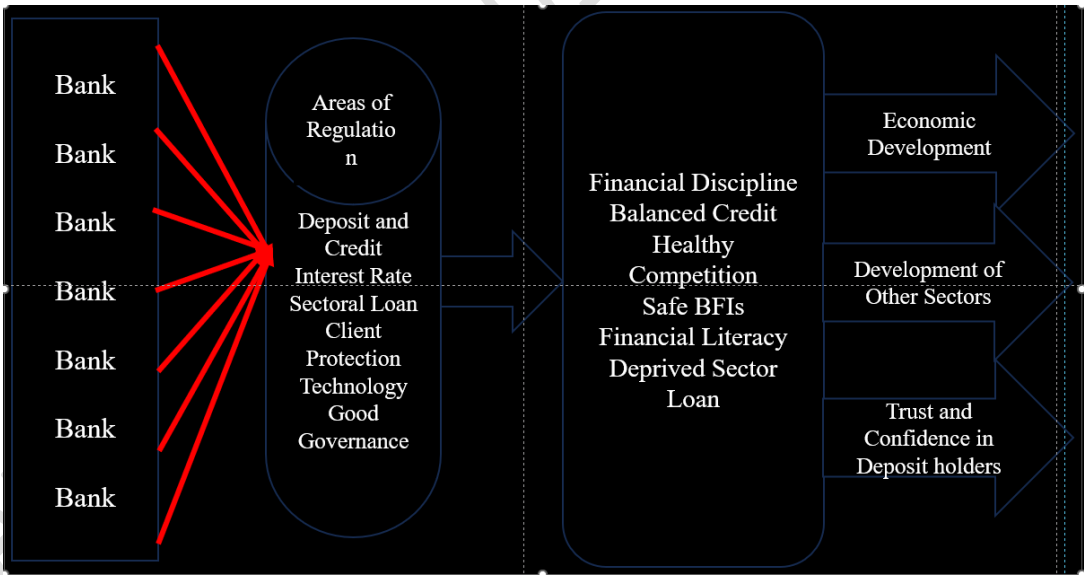 Bank
Bank
Bank
Bank
Bank
Bank
Bank
Areas of
Regulatio
n
Deposit and
Credit
Interest Rate
Sectoral Loan
Client
Protection
Technology
Good
Governance
Financial Discipline
Balanced Credit
Healthy
Competition
Safe BFIs
Financial Literacy
Deprived Sector
Loan
Economic
Development
Development of
Other Sectors
Trust and
Confidence in
Deposit holders